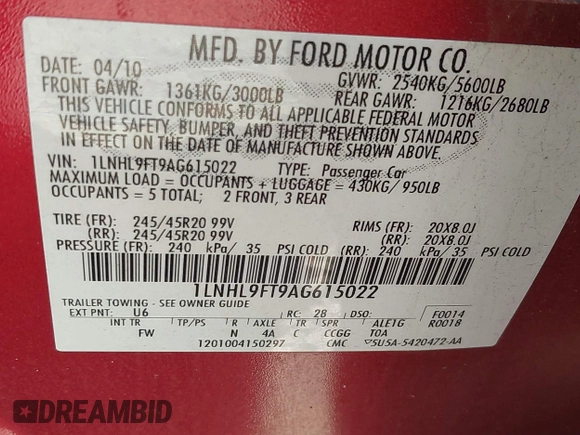 MFD. BY FORD MOTOR CO.
DATE: 04/10 GVWR: 2540KG/5600LB
FRONT GAWR: 1361KG/3000LB REAR GAWR: 1216KG/2680LB
THIS VEHICLE CONFORMS TO ALL APPLICABLE FEDERAL MOTOR
VEHICLE SAFETY, BUMPER, AND THEFT PREVENTION STANDARDS
IN EFFECT ON THE DATE OF MANUFACTURE SHOWN ABOVE.
VIN: 1LNHL9FT9AG615022 TYPE: Passenger Car
MAXIMUM LOAD = OCCUPANTS + LUGGAGE = 430KG/ 950LB
OCCUPANTS = 5 TOTAL: 2 FRONT, 3 REAR
TIRE (FR): 245/45R20 99V RIMS (FR): 20X8.0J
(RR): 245/45R20 99V (RR): 20X8.0J
PRESSURE (FR): 240 kPa/ 35 PSI COLD (RR): 240 kPa/ 35 PSI COLD
1LNHL9FT9AG615022
TRAILER TOWING - SEE OWNER GUIDE
EXT PNT: U6 RC: 2B DSO: F0014
INT TR TP/PS R AXLE TR SPR ALE1G R0018
FW N 4A C CCGG TOA
1201004150297 CMC ▽5U5A-5420472-AA
DREAMBID